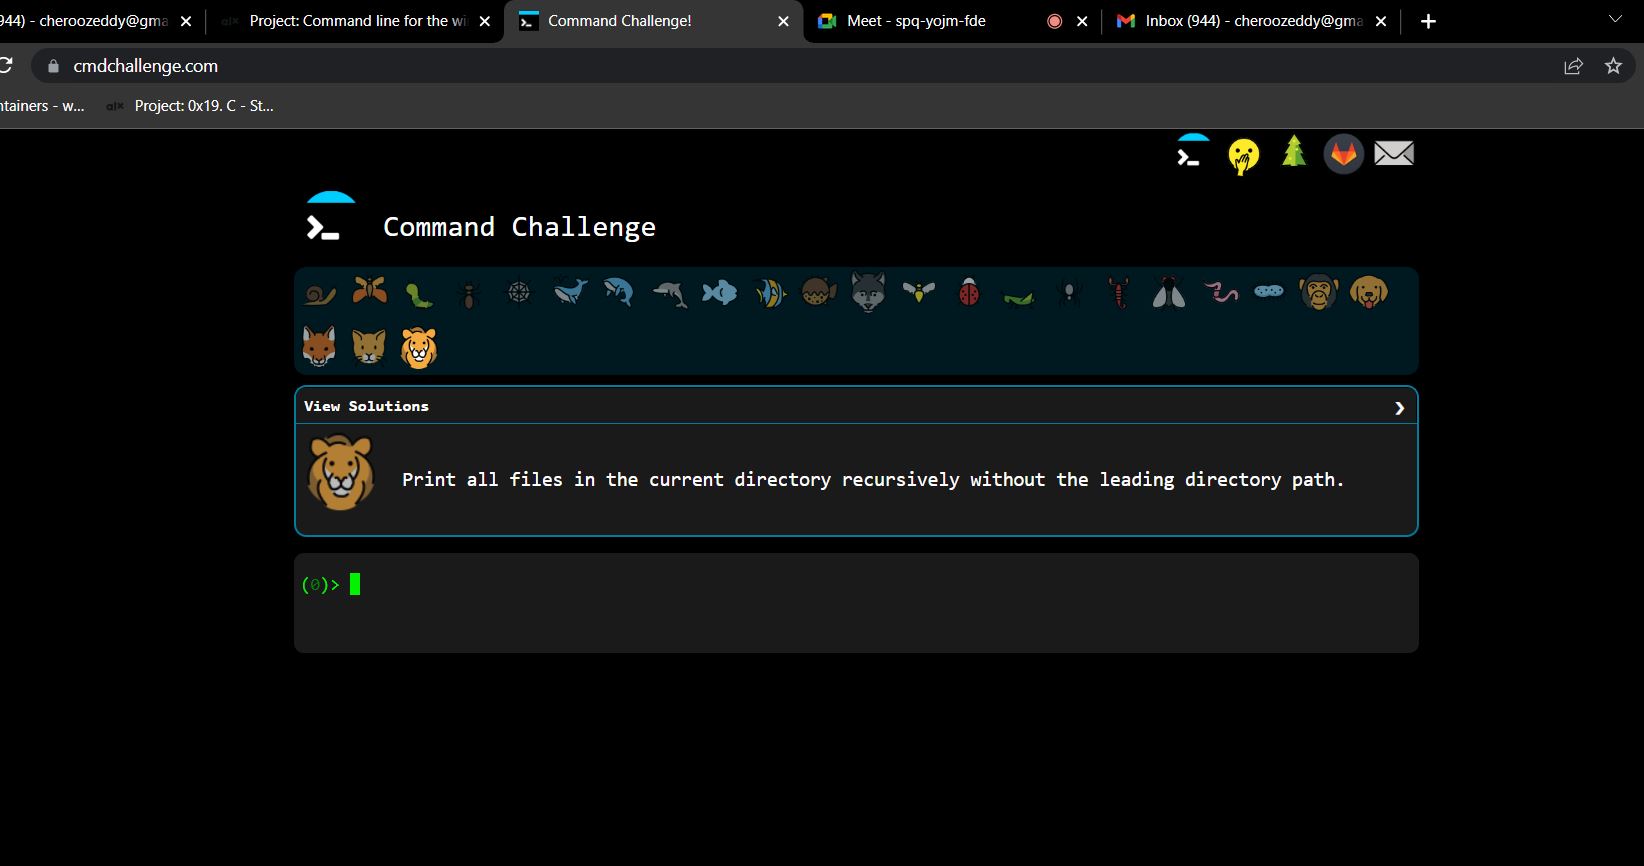 944) - cheroozeddy@gma
Project: Command line for the wi
Command Challenge!
Meet - spq-yojm-fde
Inbox (944) - cheroozeddy@gma
cmdchallenge.com
ntainers - w...
alx Project: 0x19. C - St...
Command Challenge
View Solutions
Print all files in the current directory recursively without the leading directory path.
(0)>